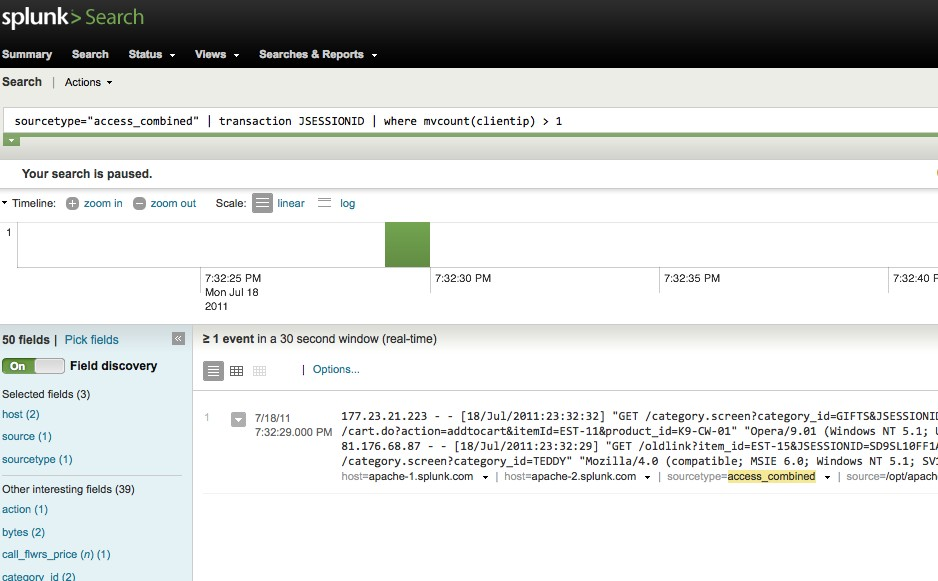 splunk> Search
Summary Search Status Views Searches & Reports
Search | Actions
sourcetype="access_combined" | transaction JSESSIONID | where mvcount(clientip) > 1
Your search is paused.
Timeline: zoom in zoom out Scale: linear log
1
7:32:25 PM 7:32:30 PM 7:32:35 PM 7:32:40 P
Mon Jul 18
2011
50 fields | Pick fields «
≥ 1 event in a 30 second window (real-time)
On Field discovery
| Options...
Selected fields (3)
host (2)
source (1)
sourcetype (1)
Other interesting fields (39)
action (1)
bytes (2)
call_flwrs_price (n) (1)
category_id (2)
1 7/18/11
7:32:29.000 PM
177.23.21.223 - - [18/Jul/2011:23:32:32] "GET /category.screen?category_id=GIFTS&JSESSIONID
/cart.do?action=addtocart&itemId=EST-11&product_id=K9-CW-01" "Opera/9.01 (Windows NT 5.1; U
81.176.68.87 - - [18/Jul/2011:23:32:29] "GET /oldlink?item_id=EST-15&JSESSIONID=SD9SL10FF1A
/category.screen?category_id=TEDDY" "Mozilla/4.0 (compatible; MSIE 6.0; Windows NT 5.1; SV1
host=apache-1.splunk.com | host=apache-2.splunk.com | sourcetype=access_combined | source=/opt/apach